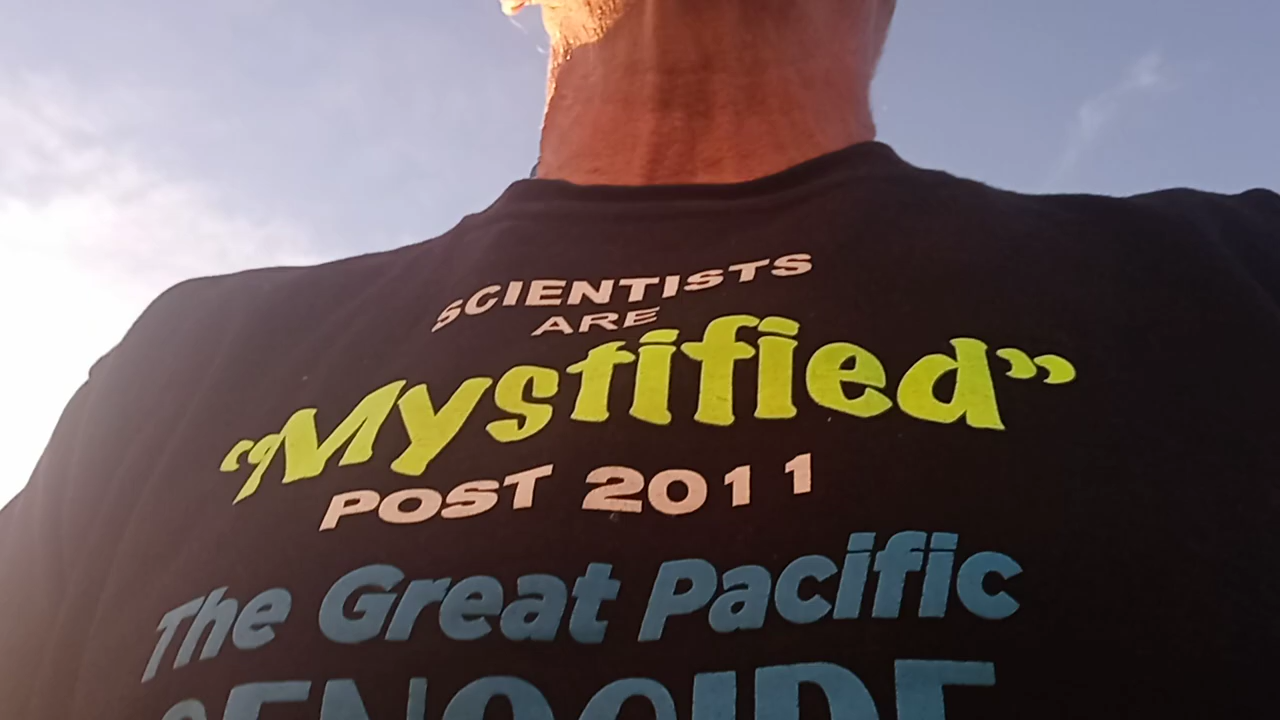 SCIENTISTS
ARE
“Mystified”
POST 2011
The Great Pacific
GENOCIDE